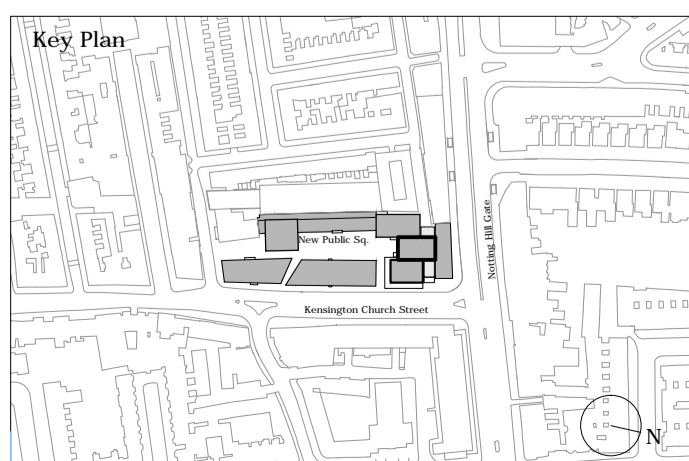 Key Plan
New Public Sq.
Notting Hill Gate
Kensington Church Street
N